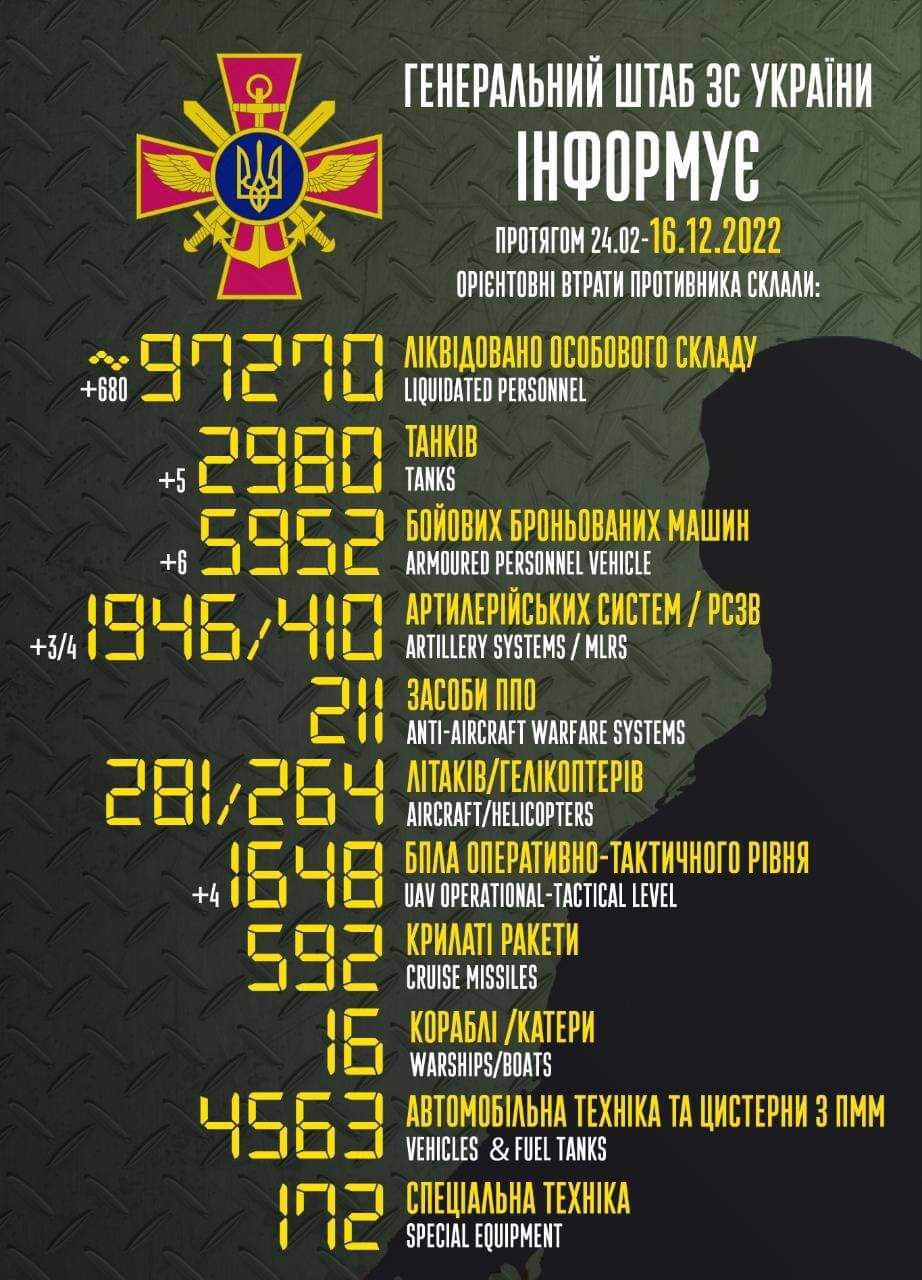 ГЕНЕРАЛЬНИЙ ШТАБ ЗС УКРАЇНИ
ІНФОРМУЄ
ПРОТЯГОМ 24.02-16.12.2022
ОРІЄНТОВНІ ВТРАТИ ПРОТИВНИКА СКЛАЛИ:
~97270 ЛІКВІДОВАНО ОСОБОВОГО СКЛАДУ
+680 LIQUIDATED PERSONNEL
2980 ТАНКІВ
+5 TANKS
5952 БОЙОВИХ БРОНЬОВАНИХ МАШИН
+6 ARMOURED PERSONNEL VEHICLE
1946/410 АРТИЛЕРІЙСЬКИХ СИСТЕМ / РСЗВ
+3/4 ARTILLERY SYSTEMS / MLRS
211 ЗАСОБИ ППО
ANTI-AIRCRAFT WARFARE SYSTEMS
281/264 ЛІТАКІВ/ГЕЛІКОПТЕРІВ
AIRCRAFT/HELICOPTERS
1648 БПЛА ОПЕРАТИВНО-ТАКТИЧНОГО РІВНЯ
+4 UAV OPERATIONAL-TACTICAL LEVEL
592 КРИЛАТІ РАКЕТИ
CRUISE MISSILES
16 КОРАБЛІ /КАТЕРИ
WARSHIPS/BOATS
4563 АВТОМОБІЛЬНА ТЕХНІКА ТА ЦИСТЕРНИ З ПММ
VEHICLES & FUEL TANKS
172 СПЕЦІАЛЬНА ТЕХНІКА
SPECIAL EQUIPMENT